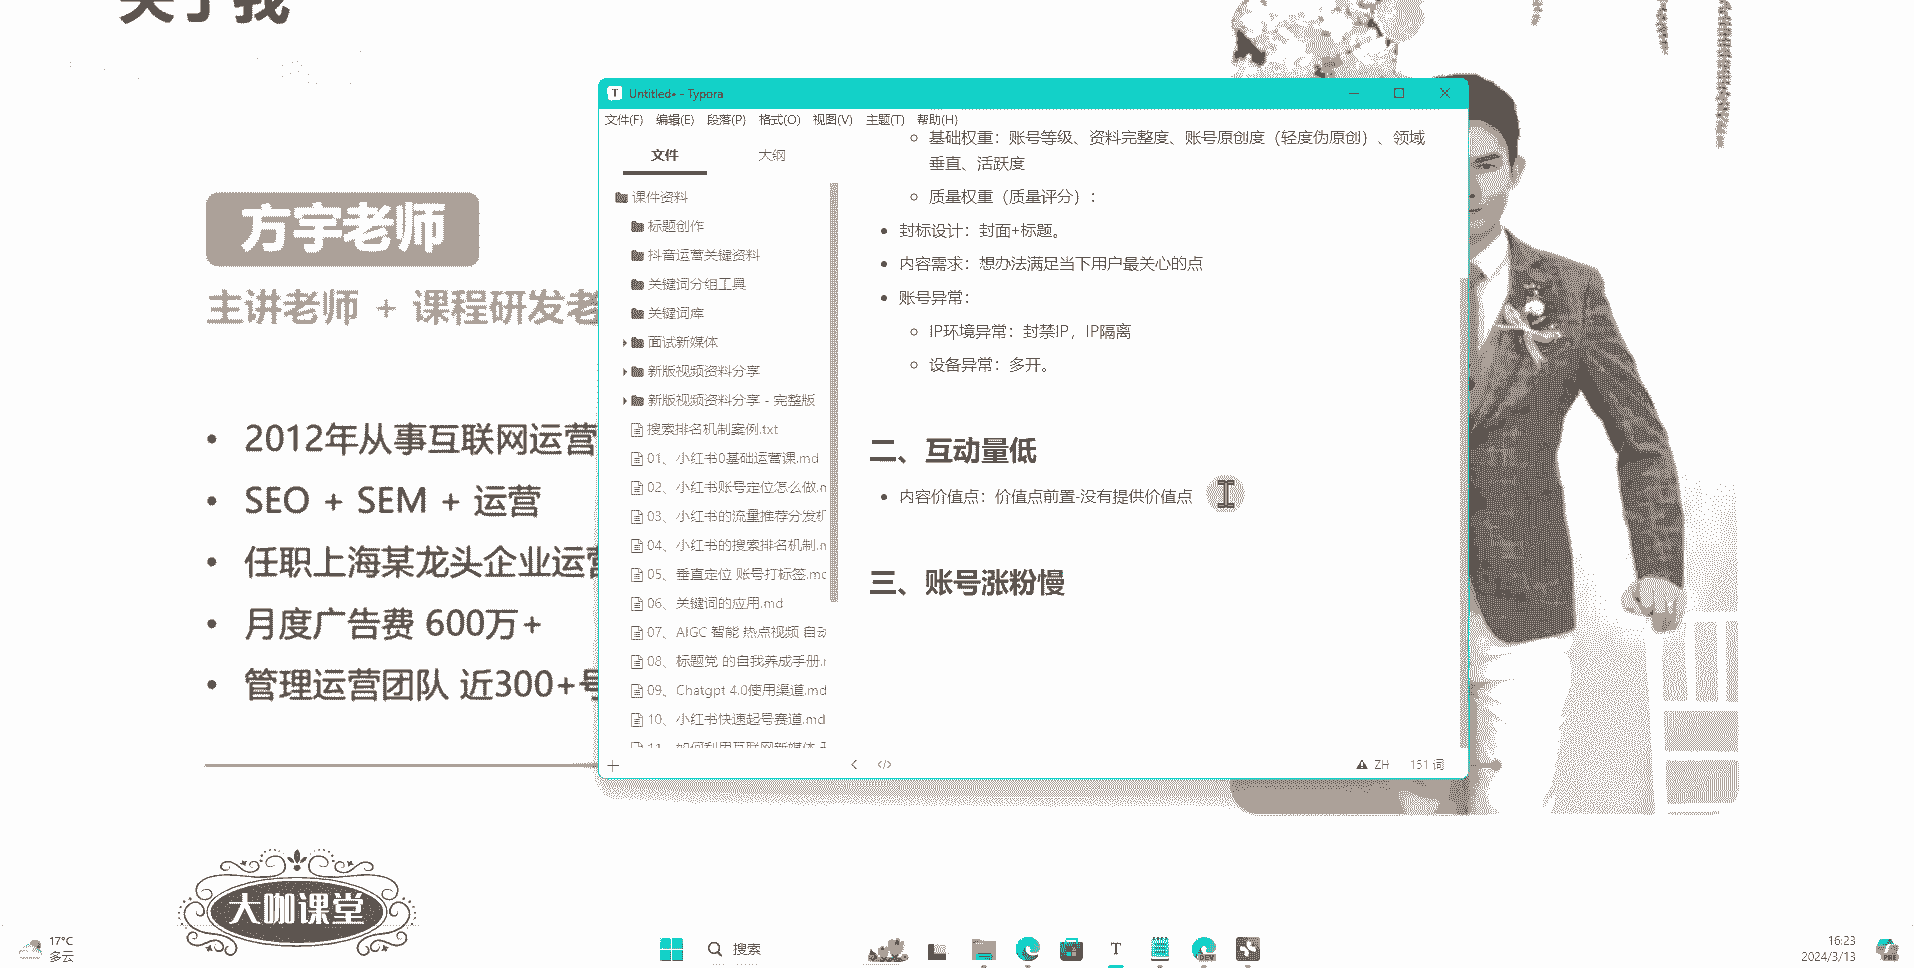 关于我
方宇老师
主讲老师 + 课程研发老
2012年从事互联网运营
SEO + SEM + 运营
任职上海某龙头企业运营
月度广告费 600万+
管理运营团队 近300+号
大咖课堂
Untitled• - Typora
文件(F) 编辑(E) 段落(P) 格式(O) 视图(V) 主题(T) 帮助(H)
文件 大纲
课件资料
标题创作
抖音运营关键资料
关键词分组工具
关键词库
面试新媒体
新版视频资料分享
新版视频资料分享 - 完整版
搜索排名机制案例.txt
01、小红书0基础运营课.md
02、小红书账号定位怎么做.m
03、小红书的流量推荐分发机
04、小红书的搜索排名机制.m
05、垂直定位 账号打标签.md
06、关键词的应用.md
07、AIGC 智能 热点视频 自动
08、标题党 的自我养成手册.m
09、Chatgpt 4.0使用渠道.md
10、小红书快速起号赛道.md
11、如何利用互联网新媒体
基础权重：账号等级、资料完整度、账号原创度（轻度伪原创）、领域
垂直、活跃度
质量权重（质量评分）：
封标设计：封面+标题。
内容需求：想办法满足当下用户最关心的点
账号异常：
IP环境异常：封禁IP，IP隔离
设备异常：多开。
二、互动量低
内容价值点：价值点前置-没有提供价值点
三、账号涨粉慢
ZH 151 词
17°C
多云
搜索
16:23
2024/3/13